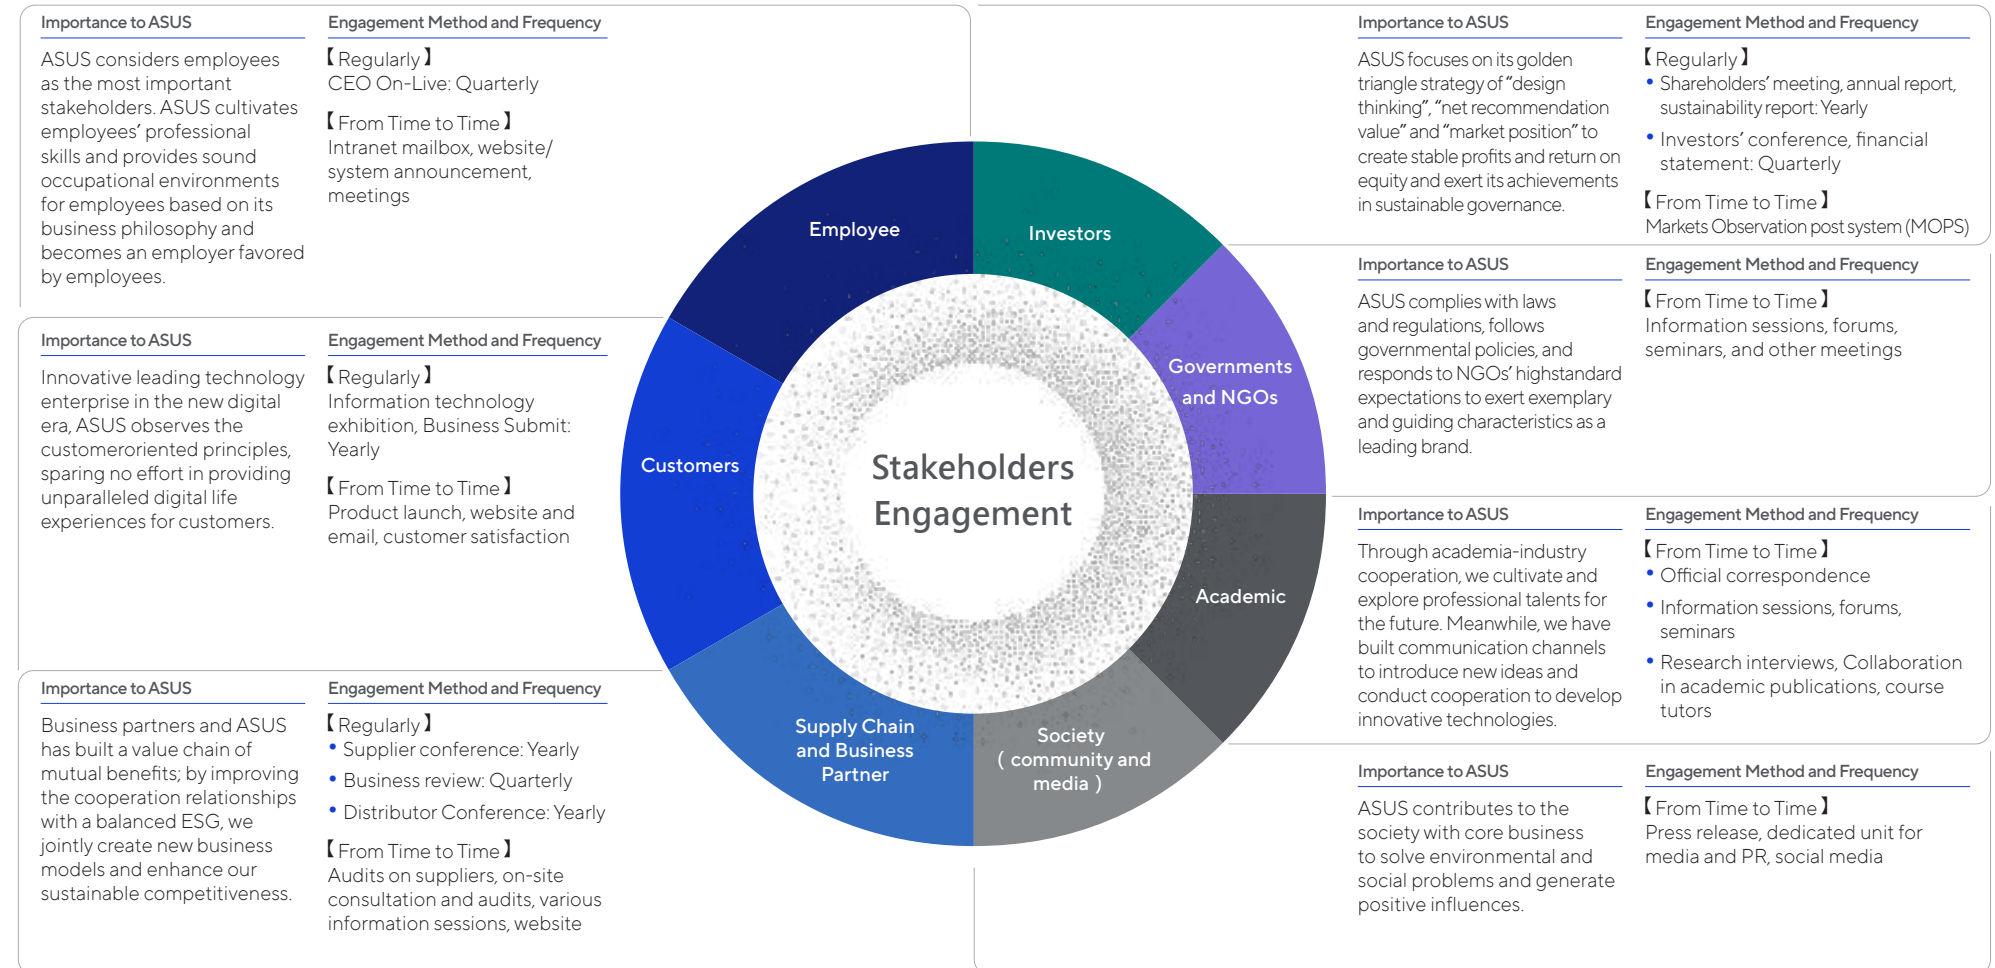 Importance to ASUS
ASUS considers employees
as the most important
stakeholders. ASUS cultivates
employees’ professional
skills and provides sound
occupational environments
for employees based on its
business philosophy and
becomes an employer favored
by employees.
Engagement Method and Frequency
【Regularly】
CEO On-Live: Quarterly
【From Time to Time】
Intranet mailbox, website/
system announcement,
meetings
Importance to ASUS
Innovative leading technology
enterprise in the new digital
era, ASUS observes the
customeroriented principles,
sparing no effort in providing
unparalleled digital life
experiences for customers.
Engagement Method and Frequency
【Regularly】
Information technology
exhibition, Business Submit:
Yearly
【From Time to Time】
Product launch, website and
email, customer satisfaction
Importance to ASUS
Business partners and ASUS
has built a value chain of
mutual benefits; by improving
the cooperation relationships
with a balanced ESG, we
jointly create new business
models and enhance our
sustainable competitiveness.
Engagement Method and Frequency
【Regularly】
• Supplier conference: Yearly
• Business review: Quarterly
• Distributor Conference: Yearly
【From Time to Time】
Audits on suppliers, on-site
consultation and audits, various
information sessions, website
Employee
Investors
Governments
and NGOs
Customers
Stakeholders
Engagement
Academic
Supply Chain
and Business
Partner
Society
( community and
media )
Importance to ASUS
ASUS focuses on its golden
triangle strategy of “design
thinking”, “net recommendation
value” and “market position” to
create stable profits and return on
equity and exert its achievements
in sustainable governance.
Engagement Method and Frequency
【Regularly】
• Shareholders’ meeting, annual report,
sustainability report: Yearly
• Investors’ conference, financial
statement: Quarterly
【From Time to Time】
Markets Observation post system (MOPS)
Importance to ASUS
ASUS complies with laws
and regulations, follows
governmental policies, and
responds to NGOs’ highstandard
expectations to exert exemplary
and guiding characteristics as a
leading brand.
Engagement Method and Frequency
【From Time to Time】
Information sessions, forums,
seminars, and other meetings
Importance to ASUS
Through academia-industry
cooperation, we cultivate and
explore professional talents for
the future. Meanwhile, we have
built communication channels
to introduce new ideas and
conduct cooperation to develop
innovative technologies.
Engagement Method and Frequency
【From Time to Time】
• Official correspondence
• Information sessions, forums,
seminars
• Research interviews, Collaboration
in academic publications, course
tutors
Importance to ASUS
ASUS contributes to the
society with core business
to solve environmental and
social problems and generate
positive influences.
Engagement Method and Frequency
【From Time to Time】
Press release, dedicated unit for
media and PR, social media